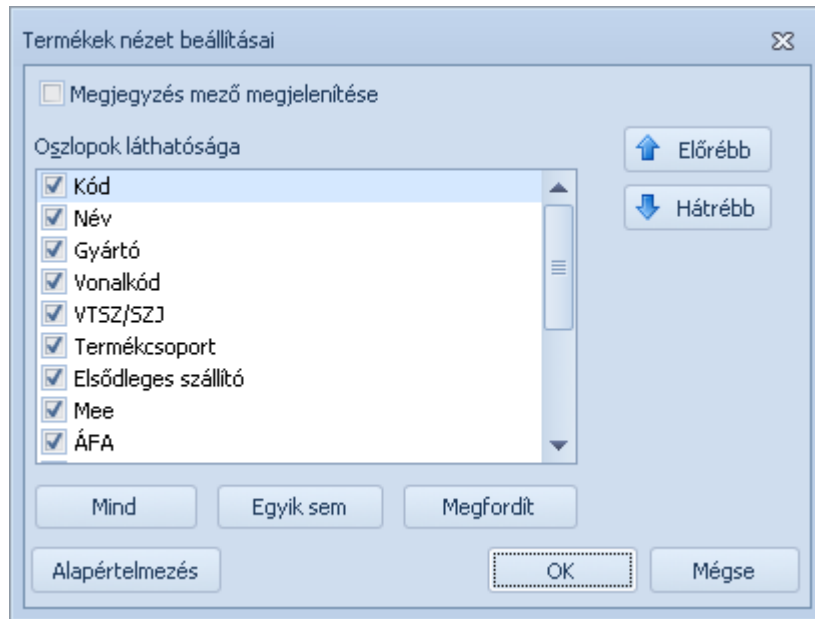 Termékek nézet beállításai
Megjegyzés mező megjelenítése
Oszlopok láthatósága
Előrébb
Kód
Hátrébb
Név
Gyártó
Vonalkód
VTSZ/SZJ
Termékcsoport
Elsődleges szállító
Mee
ÁFA
Mind Egyik sem Megfordít
Alapértelmezés OK Mégse